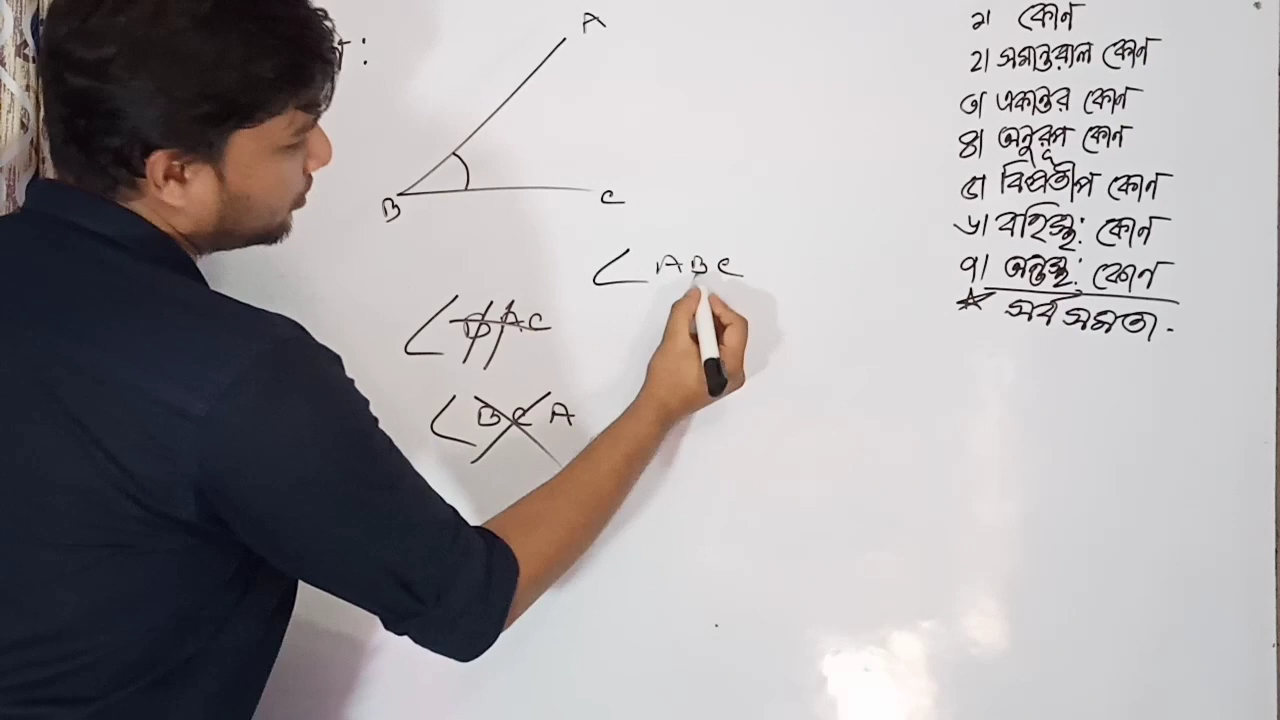 :
A
B
C
∠ABC
∠BAC
∠BCA
১। কোন
২। সমান্তরাল কোন
৩। একান্তর কোন
৪। অনুরূপ কোন
৫। বিপ্রতীপ কোন
৬। বহিস্থ: কোন
৭। অন্তস্থ: কোন
* সর্বসমতা.